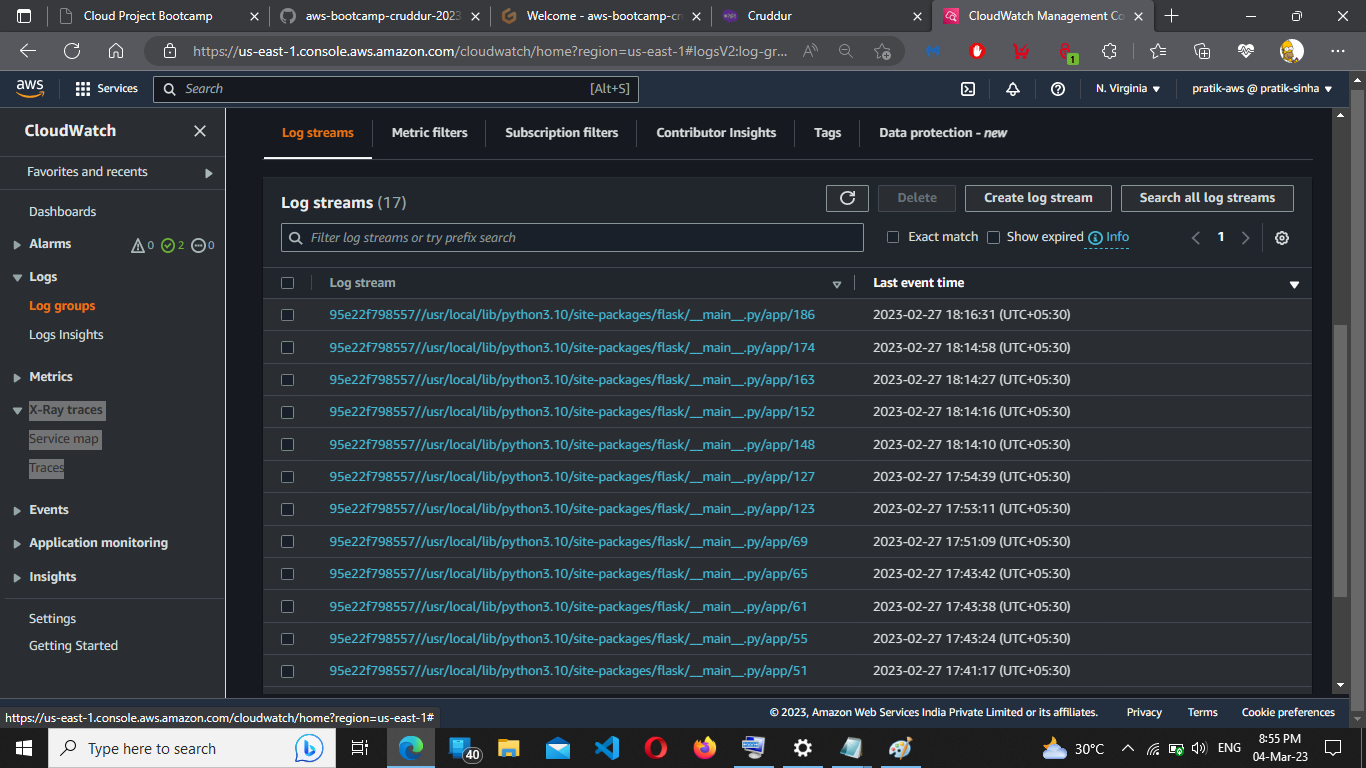 Cloud Project Bootcamp
aws-bootcamp-cruddur-2023
Welcome - aws-bootcamp-cr
Cruddur
CloudWatch Management Co
https://us-east-1.console.aws.amazon.com/cloudwatch/home?region=us-east-1#logsV2:log-gr...
1
aws
Services
Search
[Alt+S]
N. Virginia
pratik-aws @ pratik-sinha
CloudWatch
Favorites and recents
Dashboards
Alarms
0
2
0
Logs
Log groups
Logs Insights
Metrics
X-Ray traces
Service map
Traces
Events
Application monitoring
Insights
Settings
Getting Started
Log streams
Metric filters
Subscription filters
Contributor Insights
Tags
Data protection - new
Log streams (17)
Delete
Create log stream
Search all log streams
Filter log streams or try prefix search
Exact match
Show expired
Info
1
Log stream
Last event time
95e22f798557//usr/local/lib/python3.10/site-packages/flask/__main__.py/app/186 2023-02-27 18:16:31 (UTC+05:30)
95e22f798557//usr/local/lib/python3.10/site-packages/flask/__main__.py/app/174 2023-02-27 18:14:58 (UTC+05:30)
95e22f798557//usr/local/lib/python3.10/site-packages/flask/__main__.py/app/163 2023-02-27 18:14:27 (UTC+05:30)
95e22f798557//usr/local/lib/python3.10/site-packages/flask/__main__.py/app/152 2023-02-27 18:14:16 (UTC+05:30)
95e22f798557//usr/local/lib/python3.10/site-packages/flask/__main__.py/app/148 2023-02-27 18:14:10 (UTC+05:30)
95e22f798557//usr/local/lib/python3.10/site-packages/flask/__main__.py/app/127 2023-02-27 17:54:39 (UTC+05:30)
95e22f798557//usr/local/lib/python3.10/site-packages/flask/__main__.py/app/123 2023-02-27 17:53:11 (UTC+05:30)
95e22f798557//usr/local/lib/python3.10/site-packages/flask/__main__.py/app/69 2023-02-27 17:51:09 (UTC+05:30)
95e22f798557//usr/local/lib/python3.10/site-packages/flask/__main__.py/app/65 2023-02-27 17:43:42 (UTC+05:30)
95e22f798557//usr/local/lib/python3.10/site-packages/flask/__main__.py/app/61 2023-02-27 17:43:38 (UTC+05:30)
95e22f798557//usr/local/lib/python3.10/site-packages/flask/__main__.py/app/55 2023-02-27 17:43:24 (UTC+05:30)
95e22f798557//usr/local/lib/python3.10/site-packages/flask/__main__.py/app/51 2023-02-27 17:41:17 (UTC+05:30)
https://us-east-1.console.aws.amazon.com/cloudwatch/home?region=us-east-1#
© 2023, Amazon Web Services India Private Limited or its affiliates.
Privacy
Terms
Cookie preferences
Type here to search
40
30°C
ENG
8:55 PM
04-Mar-23